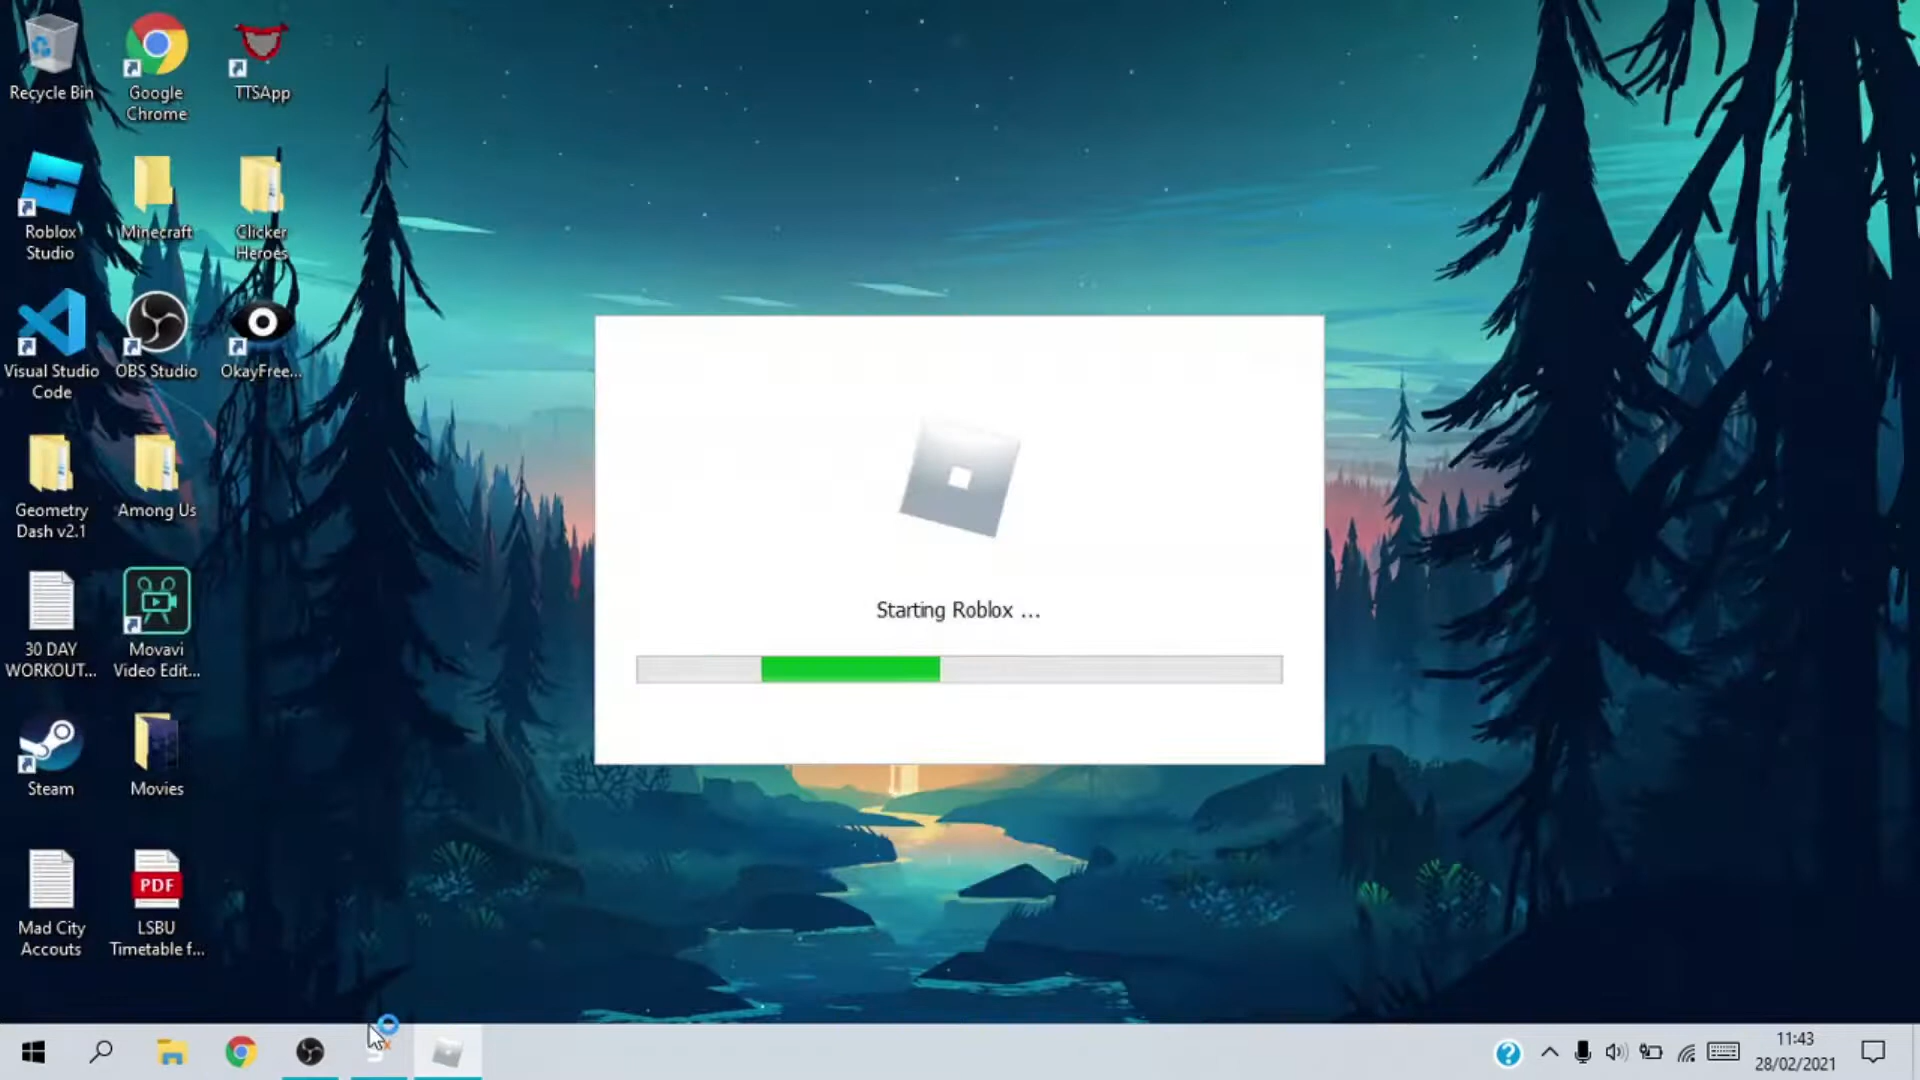 Recycle Bin
Google
Chrome
TTSApp
Roblox
Studio
Minecraft
Clicker
Heroes
Visual Studio
Code
OBS Studio
OkayFree...
Geometry
Dash v2.1
Among Us
30 DAY
WORKOUT...
Movavi
Video Edit...
Steam
Movies
Mad City
Accouts
PDF
LSBU
Timetable f...
Starting Roblox ...
11:43
28/02/2021